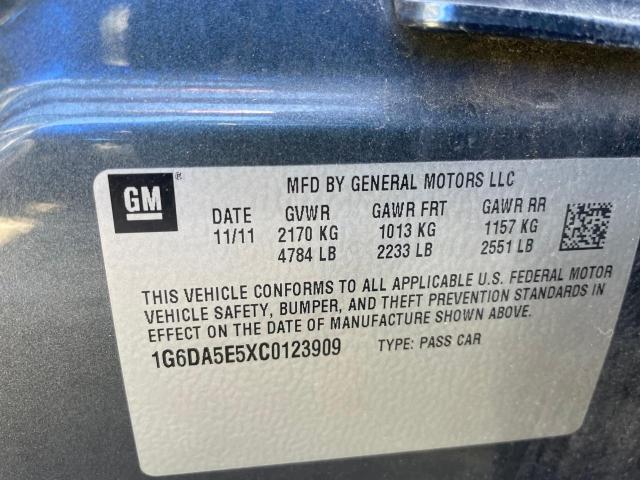 GM ®
MFD BY GENERAL MOTORS LLC
DATE GVWR GAWR FRT GAWR RR
11/11 2170 KG 1013 KG 1157 KG
4784 LB 2233 LB 2551 LB
THIS VEHICLE CONFORMS TO ALL APPLICABLE U.S. FEDERAL MOTOR
VEHICLE SAFETY, BUMPER, AND THEFT PREVENTION STANDARDS IN
EFFECT ON THE DATE OF MANUFACTURE SHOWN ABOVE.
1G6DA5E5XC0123909 TYPE: PASS CAR